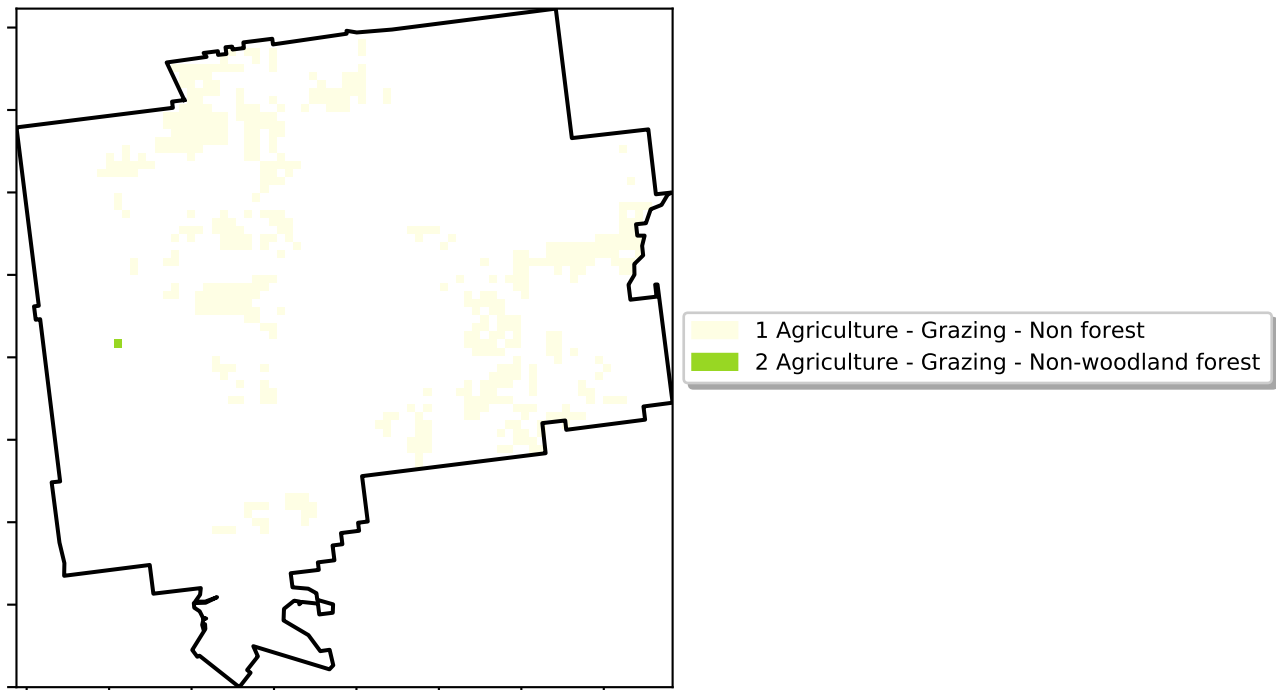 1 Agriculture - Grazing - Non forest
2 Agriculture - Grazing - Non-woodland forest